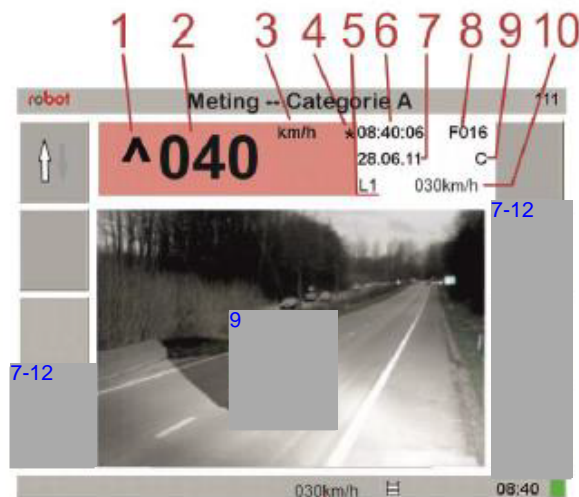 1 2 3 4 5 6 7 8 9 10
robot Meting -- Categorie A 111
^ 040 km/h * 08:40:06 F016
28.06.11 C
L1 030km/h
7-12
9
7-12
030km/h 08:40